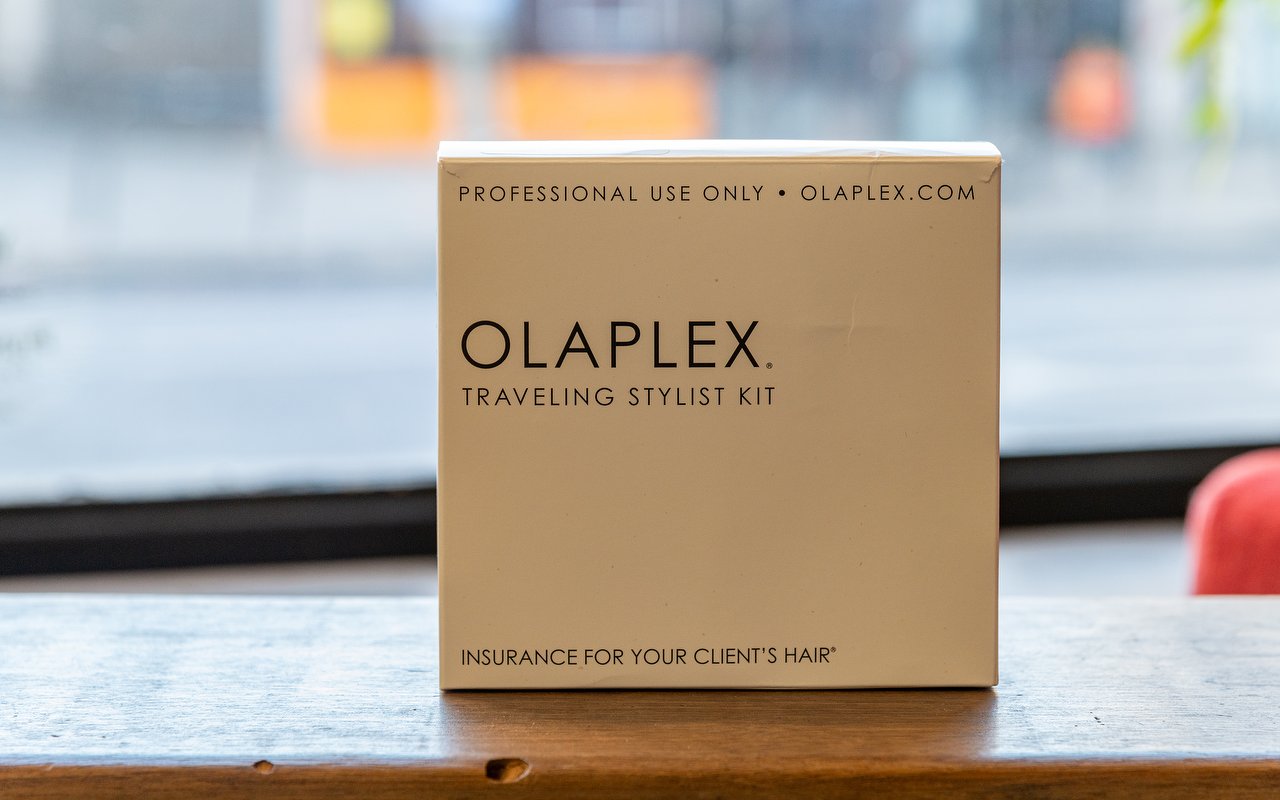 PROFESSIONAL USE ONLY • OLAPLEX.COM
OLAPLEX®
TRAVELING STYLIST KIT
INSURANCE FOR YOUR CLIENT'S HAIR®